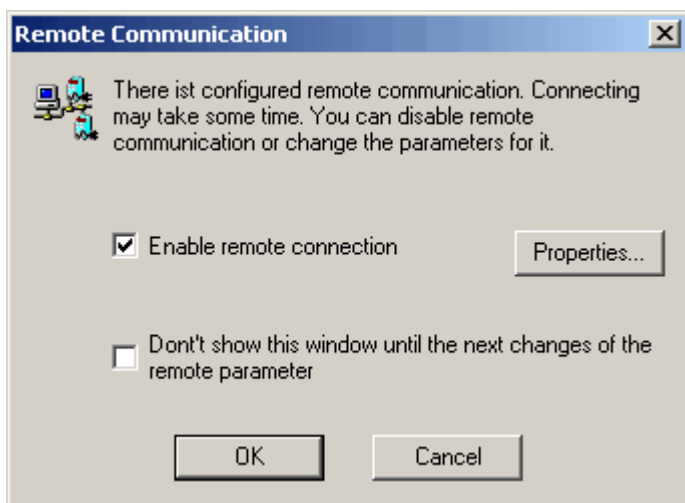 Remote Communication
There ist configured remote communication. Connecting
may take some time. You can disable remote
communication or change the parameters for it.
Enable remote connection
Properties...
Dont't show this window until the next changes of the
remote parameter
OK
Cancel